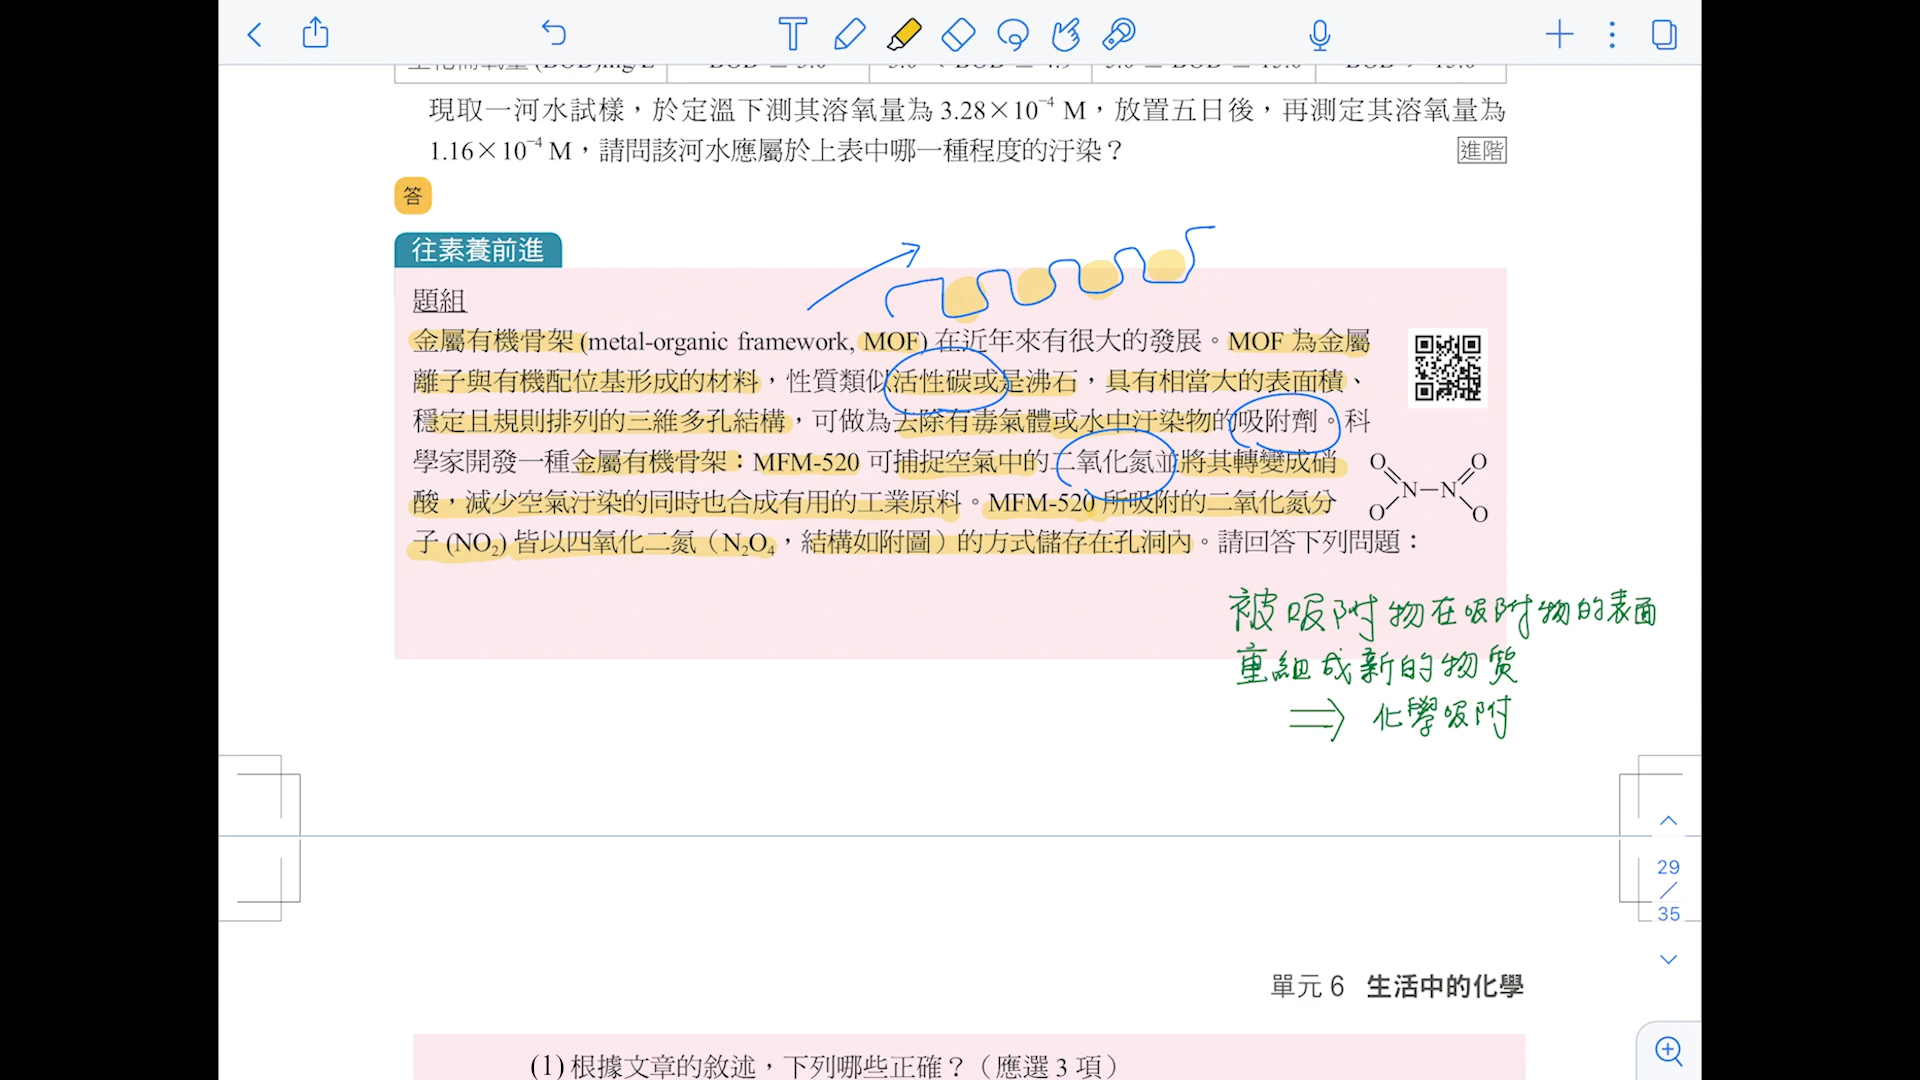 現取一河水試樣，於定溫下測其溶氧量為 3.28×10⁻⁴ M，放置五日後，再測定其溶氧量為
1.16×10⁻⁴ M，請問該河水應屬於上表中哪一種程度的汙染？
進階
答
往素養前進
題組
金屬有機骨架 (metal-organic framework, MOF) 在近年來有很大的發展。MOF 為金屬
離子與有機配位基形成的材料，性質類似活性碳或是沸石，具有相當大的表面積、
穩定且規則排列的三維多孔結構，可做為去除有毒氣體或水中汙染物的吸附劑。科
學家開發一種金屬有機骨架：MFM-520 可捕捉空氣中的二氧化氮並將其轉變成硝
酸，減少空氣汙染的同時也合成有用的工業原料。MFM-520 所吸附的二氧化氮分
子 (NO₂) 皆以四氧化二氮（N₂O₄，結構如附圖）的方式儲存在孔洞內。請回答下列問題：
O O
N－N
O O
被吸附物在吸附物的表面
重組成新的物質
⇒ 化學吸附
29
/
35
單元 6 生活中的化學
(1) 根據文章的敘述，下列哪些正確？（應選 3 項）